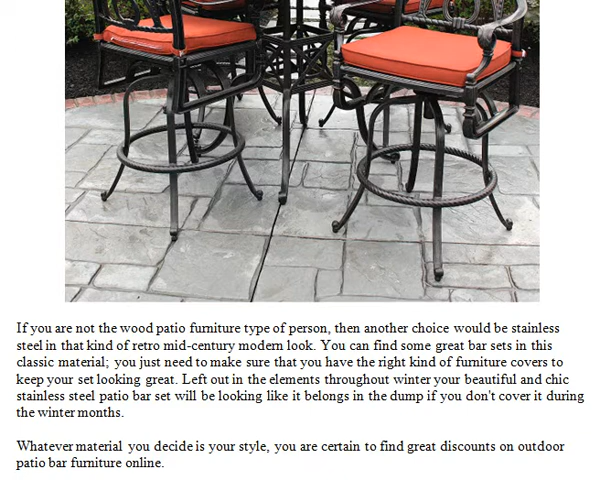 If you are not the wood patio furniture type of person, then another choice would be stainless
steel in that kind of retro mid-century modern look. You can find some great bar sets in this
classic material; you just need to make sure that you have the right kind of furniture covers to
keep your set looking great. Left out in the elements throughout winter your beautiful and chic
stainless steel patio bar set will be looking like it belongs in the dump if you don't cover it during
the winter months.
Whatever material you decide is your style, you are certain to find great discounts on outdoor
patio bar furniture online.